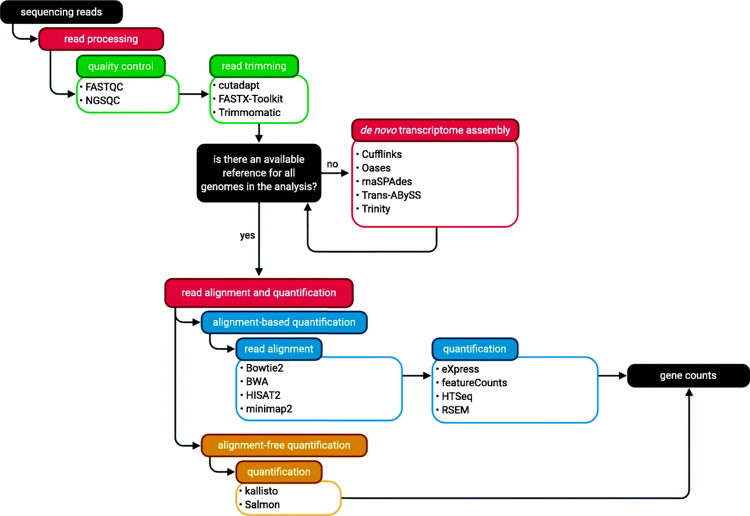 sequencing reads
read processing
quality control
• FASTQC
• NGSQC
read trimming
• cutadapt
• FASTX-Toolkit
• Trimmomatic
is there an available
reference for all
genomes in the analysis?
no
de novo transcriptome assembly
• Cufflinks
• Oases
• rnaSPAdes
• Trans-ABySS
• Trinity
yes
read alignment and quantification
alignment-based quantification
read alignment
• Bowtie2
• BWA
• HISAT2
• minimap2
quantification
• eXpress
• featureCounts
• HTSeq
• RSEM
gene counts
alignment-free quantification
quantification
• kallisto
• Salmon